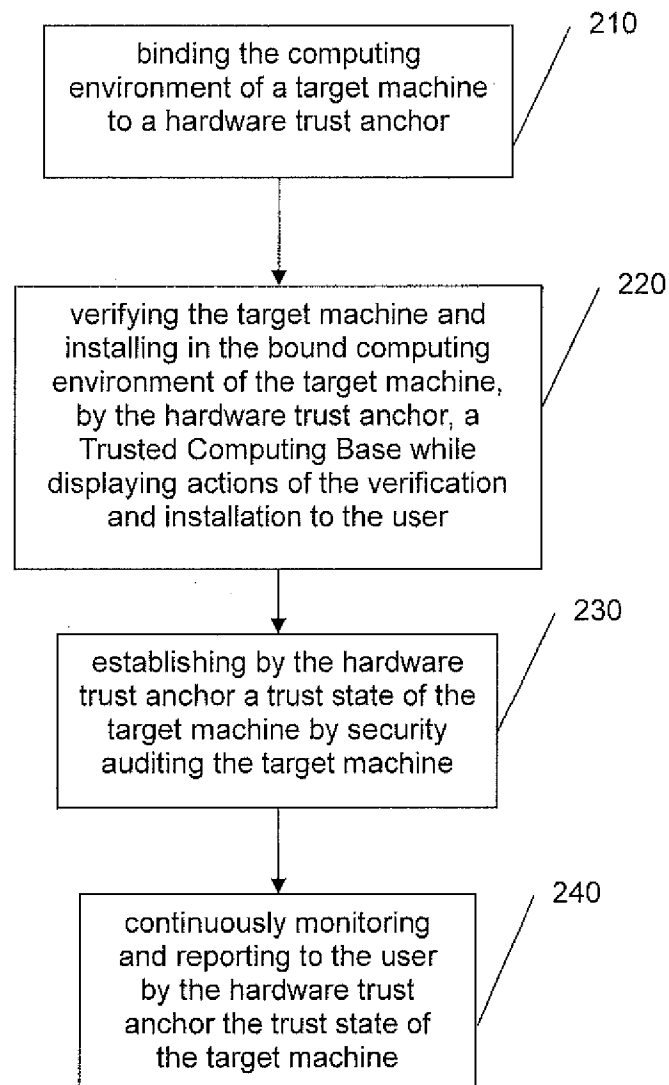 210
binding the computing
environment of a target machine
to a hardware trust anchor
220
verifying the target machine and
installing in the bound computing
environment of the target machine,
by the hardware trust anchor, a
Trusted Computing Base while
displaying actions of the verification
and installation to the user
230
establishing by the hardware
trust anchor a trust state of the
target machine by security
auditing the target machine
240
continuously monitoring
and reporting to the user
by the hardware trust
anchor the trust state of
the target machine